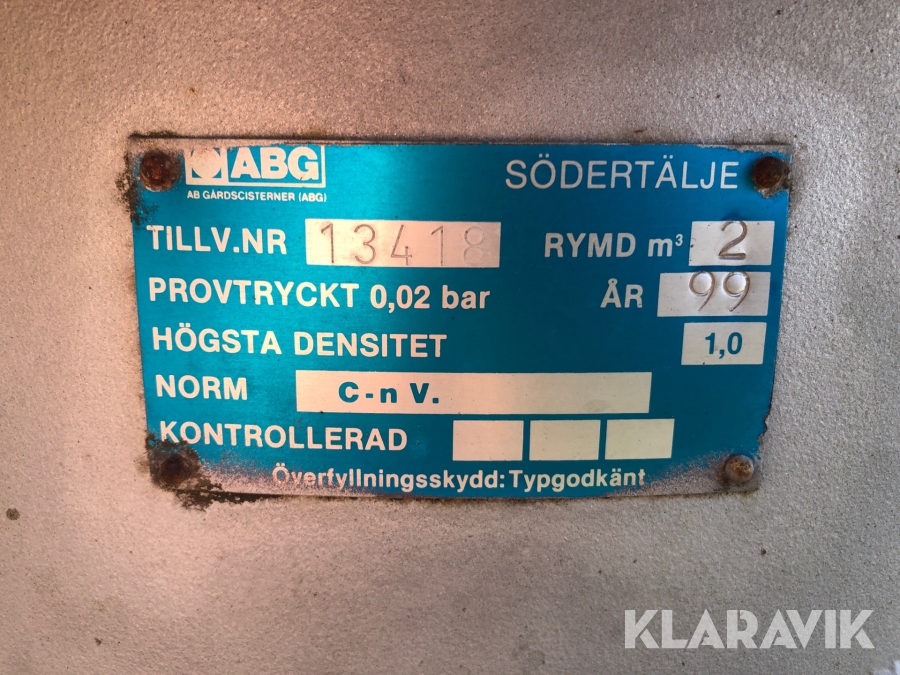 ABG
AB GÅRDSCISTERNER (ABG)
SÖDERTÄLJE
TILLV.NR 13418 RYMD m³ 2
PROVTRYCKT 0,02 bar ÅR 99
HÖGSTA DENSITET 1,0
NORM C-n V.
KONTROLLERAD
Överfyllningsskydd: Typgodkänt
KLARAVIK